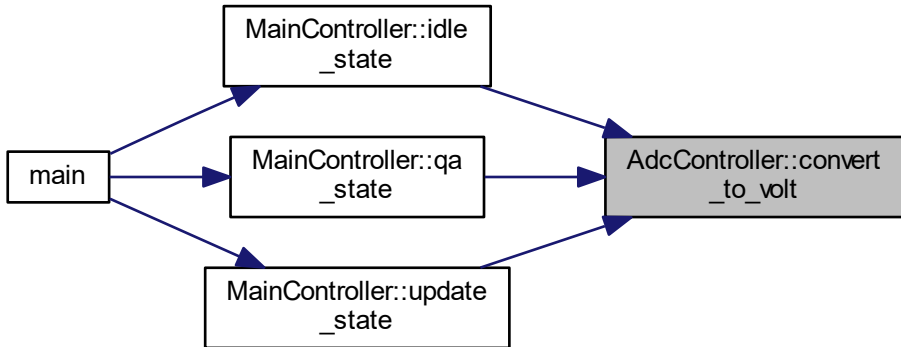 MainController::idle
_state
main
MainController::qa
_state
AdcController::convert
_to_volt
MainController::update
_state